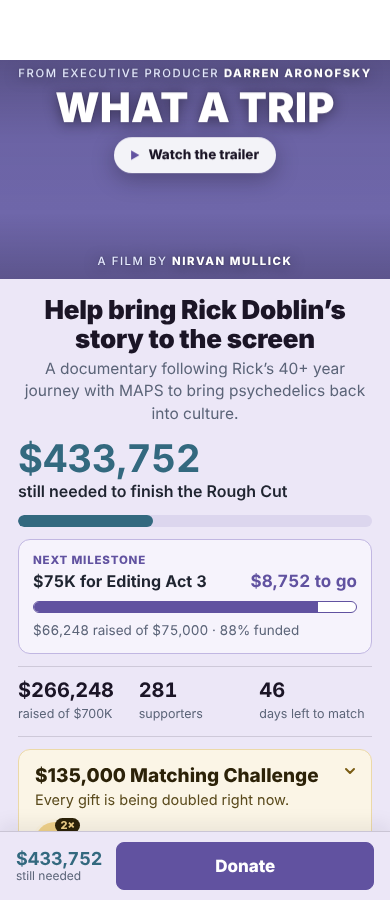 FROM EXECUTIVE PRODUCER DARREN ARONOFSKY
WHAT A TRIP
Watch the trailer
A FILM BY NIRVAN MULLICK
Help bring Rick Doblin’s
story to the screen
A documentary following Rick’s 40+ year
journey with MAPS to bring psychedelics back
into culture.
$433,752
still needed to finish the Rough Cut
NEXT MILESTONE
$75K for Editing Act 3 $8,752 to go
$66,248 raised of $75,000 · 88% funded
$266,248 281 46
raised of $700K supporters days left to match
$135,000 Matching Challenge
Every gift is being doubled right now.
2×
$433,752
still needed
Donate